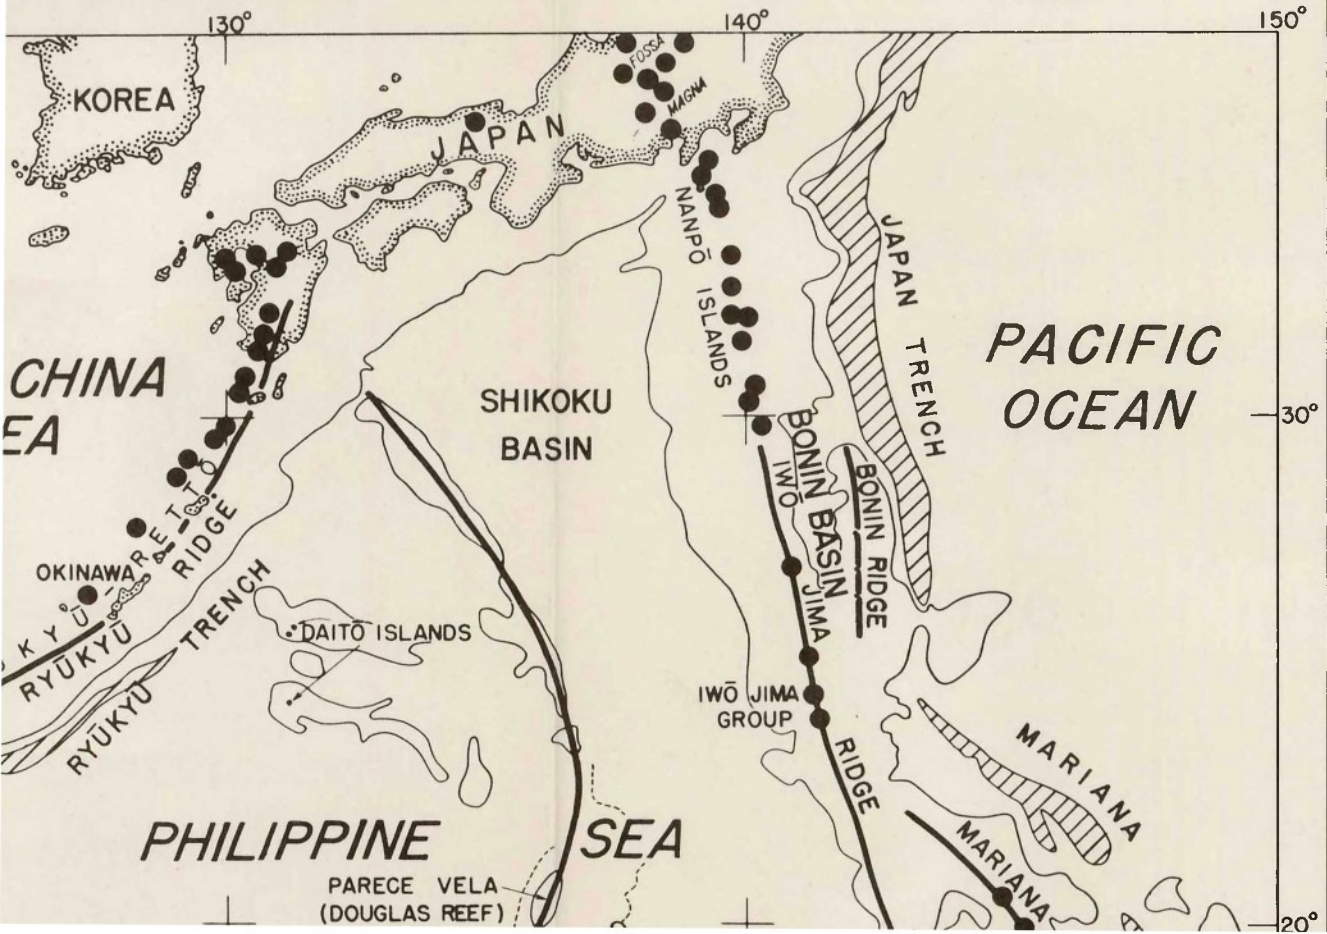 130°
140°
150°
KOREA
FOSSA
MAGNA
JAPAN
NANPŌ
ISLANDS
JAPAN TRENCH
PACIFIC
OCEAN
CHINA
EA
SHIKOKU
BASIN
30°
BONIN BASIN
BONIN RIDGE
IWŌ JIMA RIDGE
RETTŌ
RIDGE
OKINAWA
KYŪ
RYŪKYŪ
TRENCH
RYŪKYŪ
DAITŌ ISLANDS
IWŌ JIMA
GROUP
MARIANA
MARIANA
PHILIPPINE SEA
PARECE VELA
(DOUGLAS REEF)
20°